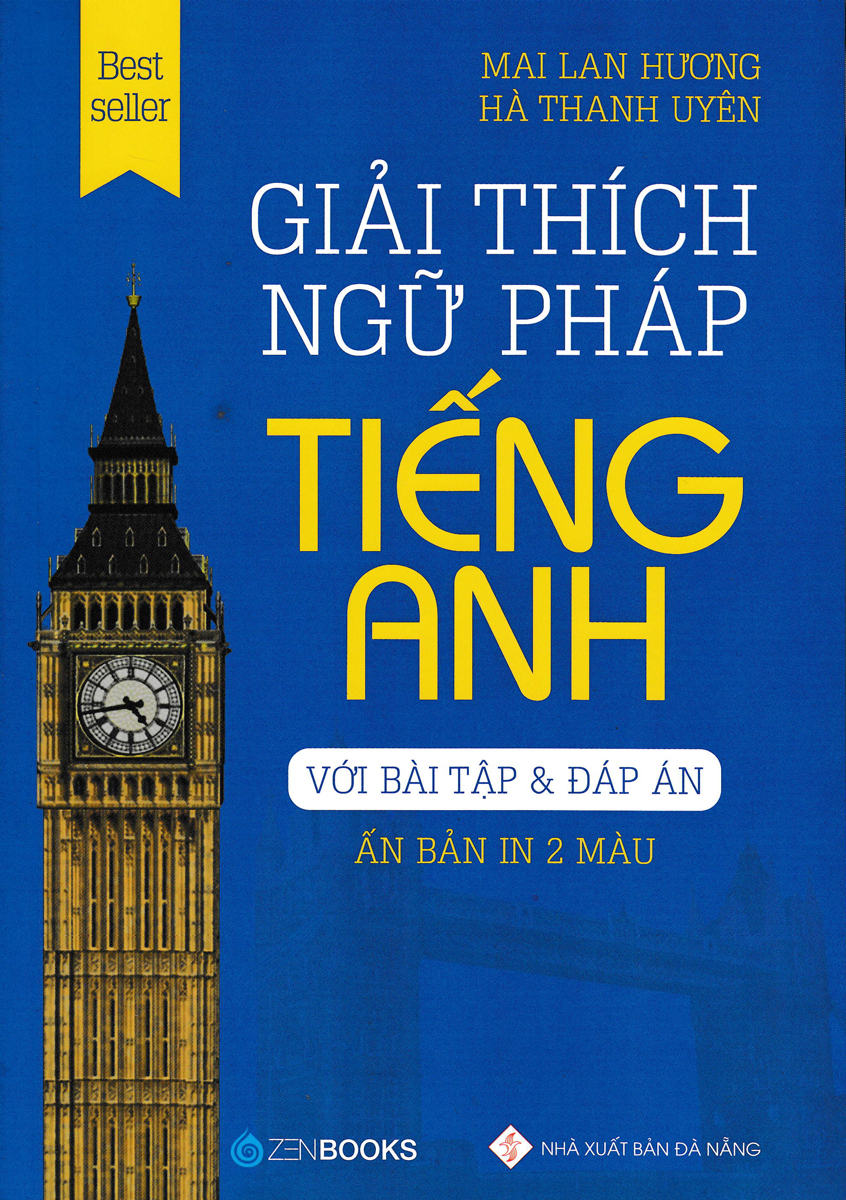 Best
seller
MAI LAN HƯƠNG
HÀ THANH UYÊN
GIẢI THÍCH
NGỮ PHÁP
TIẾNG
ANH
VỚI BÀI TẬP & ĐÁP ÁN
ẤN BẢN IN 2 MÀU
ZENBOOKS
NHÀ XUẤT BẢN ĐÀ NẴNG